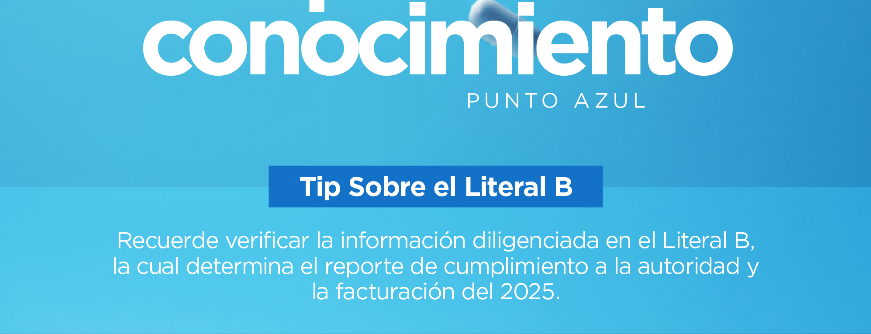 conocimiento
PUNTO AZUL
Tip Sobre el Literal B
Recuerde verificar la información diligenciada en el Literal B,
la cual determina el reporte de cumplimiento a la autoridad y
la facturación del 2025.